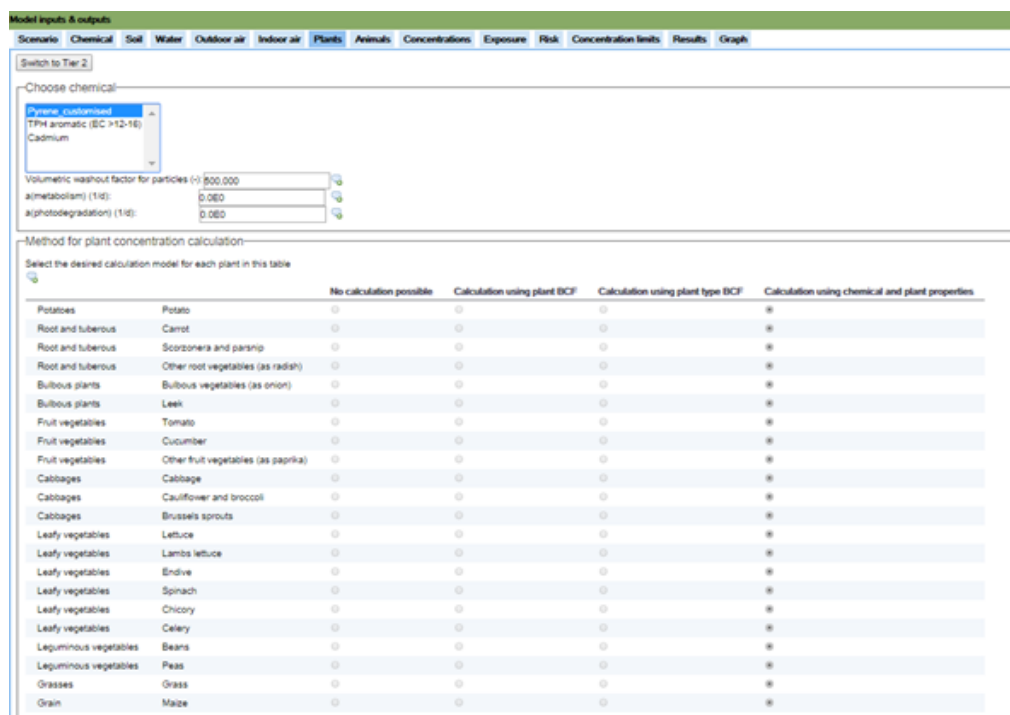 Model inputs & outputs
Scenario Chemical Soil Water Outdoor air Indoor air Plants Animals Concentrations Exposure Risk Concentration limits Results Graph
Switch to Tier 2
Choose chemical
Pyrene_customised
TPH aromatic (EC >12-16)
Cadmium
Volumetric washout factor for particles (-): 500,000
a(metabolism) (1/d): 0.0E0
a(photodegradation) (1/d): 0.0E0
Method for plant concentration calculation
Select the desired calculation model for each plant in this table
No calculation possible Calculation using plant BCF Calculation using plant type BCF Calculation using chemical and plant properties
Potatoes Potato
Root and tuberous Carrot
Root and tuberous Scorzonera and parsnip
Root and tuberous Other root vegetables (as radish)
Bulbous plants Bulbous vegetables (as onion)
Bulbous plants Leek
Fruit vegetables Tomato
Fruit vegetables Cucumber
Fruit vegetables Other fruit vegetables (as paprika)
Cabbages Cabbage
Cabbages Cauliflower and broccoli
Cabbages Brussels sprouts
Leafy vegetables Lettuce
Leafy vegetables Lambs lettuce
Leafy vegetables Endive
Leafy vegetables Spinach
Leafy vegetables Chicory
Leafy vegetables Celery
Leguminous vegetables Beans
Leguminous vegetables Peas
Grasses Grass
Grain Maize